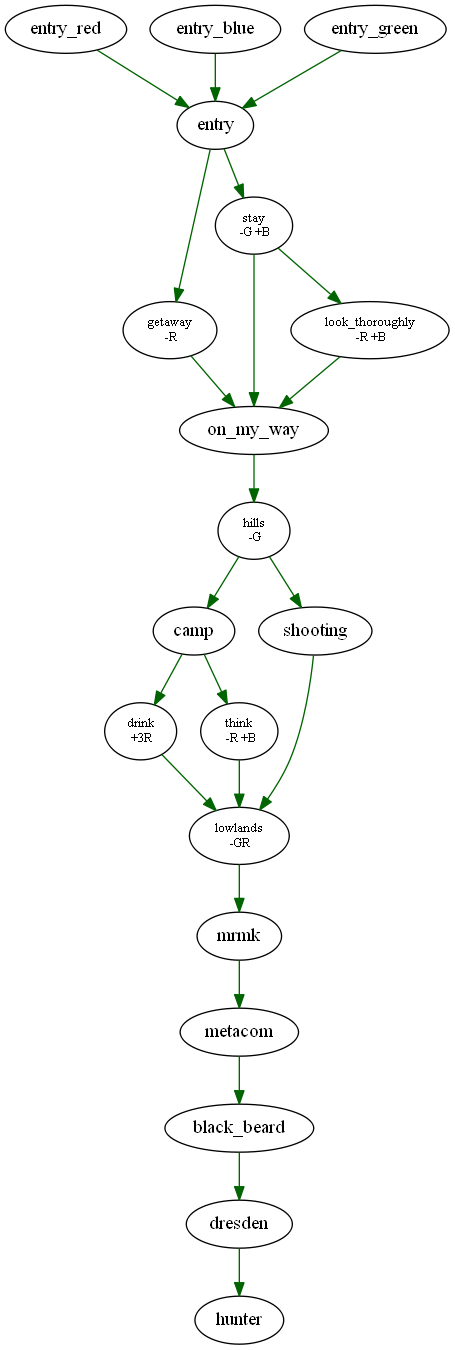 entry_red
entry_blue
entry_green
entry
stay
-G +B
getaway
-R
look_thoroughly
-R +B
on_my_way
hills
-G
camp
shooting
drink
+3R
think
-R +B
lowlands
-GR
mrmk
metacom
black_beard
dresden
hunter